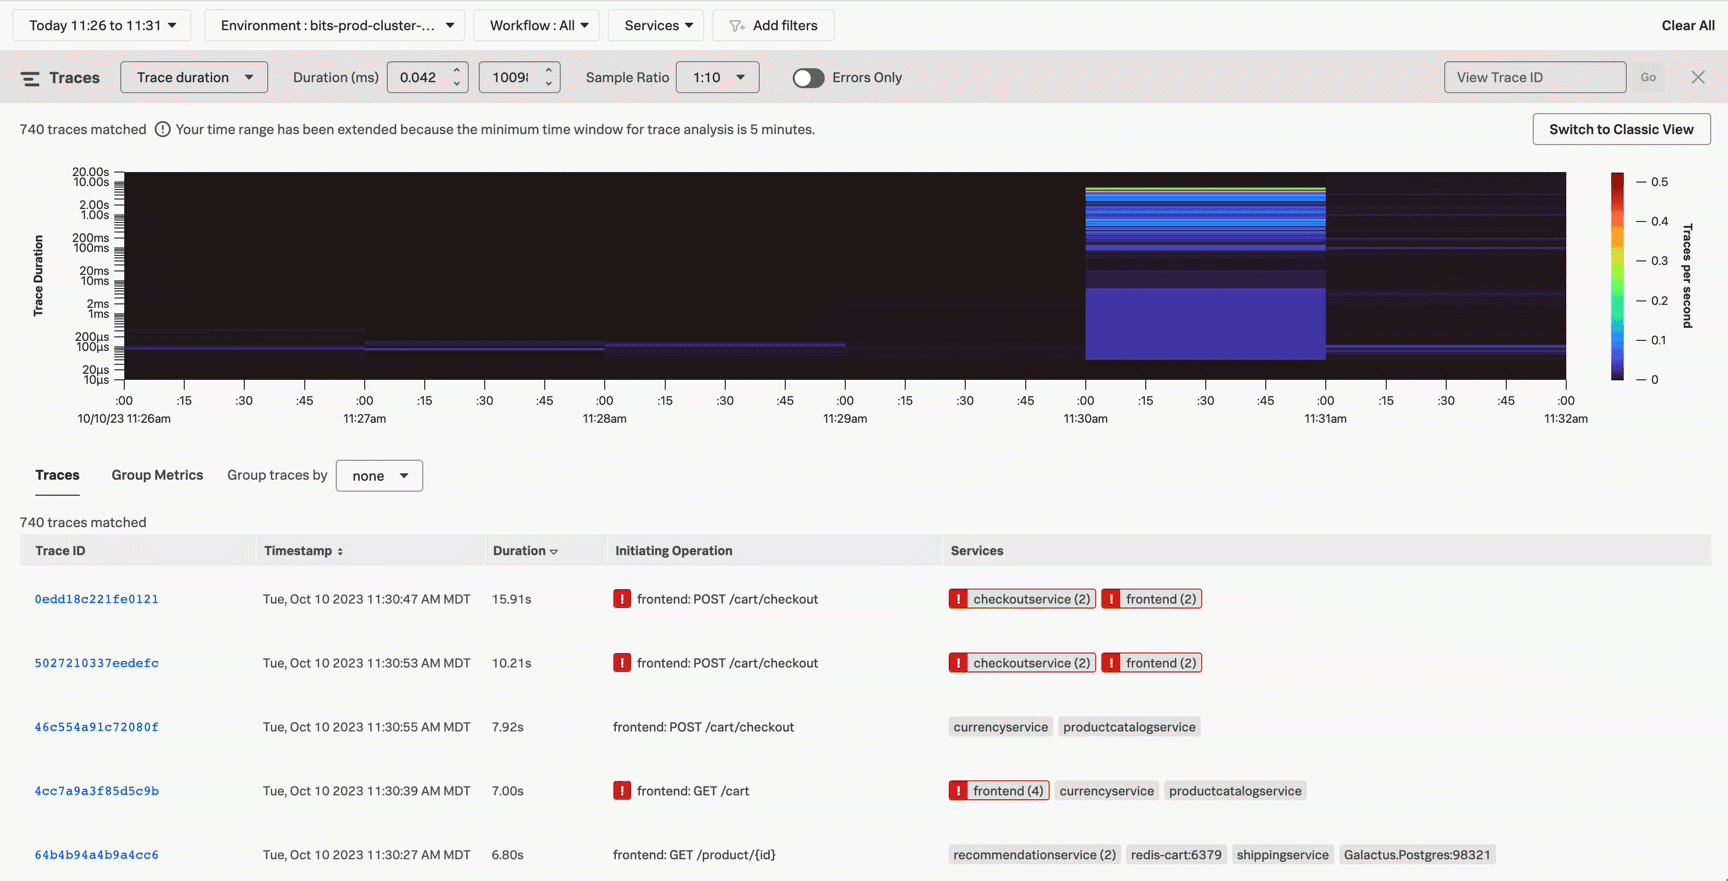 Today 11:26 to 11:31
Environment : bits-prod-cluster-...
Workflow : All
Services
Add filters
Clear All
Traces
Trace duration
Duration (ms)
0.042
Sample Ratio
1:10
Errors Only
View Trace ID
Go
740 traces matched
Your time range has been extended because the minimum time window for trace analysis is 5 minutes.
Switch to Classic View
Trace Duration
20.00s
10.00s
2.00s
1.00s
200ms
100ms
20ms
10ms
2ms
1ms
200µs
100µs
20µs
10µs
:00 :15 :30 :45 :00 :15 :30 :45 :00 :15 :30 :45 :00 :15 :30 :45 :00 :15 :30 :45 :00 :15 :30 :45 :00
10/10/23 11:26am 11:27am 11:28am 11:29am 11:30am 11:31am 11:32am
0.5
0.4
0.3
0.2
0.1
0
Traces per second
Traces
Group Metrics
Group traces by
none
740 traces matched
Trace ID Timestamp Duration Initiating Operation Services
0edd18c221fe0121 Tue, Oct 10 2023 11:30:47 AM MDT 15.91s ! frontend: POST /cart/checkout ! checkoutservice (2) ! frontend (2)
5027210337eedefc Tue, Oct 10 2023 11:30:53 AM MDT 10.21s ! frontend: POST /cart/checkout ! checkoutservice (2) ! frontend (2)
46c554a91c72080f Tue, Oct 10 2023 11:30:55 AM MDT 7.92s frontend: POST /cart/checkout currencyservice productcatalogservice
4cc7a9a3f85d5c9b Tue, Oct 10 2023 11:30:39 AM MDT 7.00s ! frontend: GET /cart ! frontend (4) currencyservice productcatalogservice
64b4b94a4b9a4cc6 Tue, Oct 10 2023 11:30:27 AM MDT 6.80s frontend: GET /product/{id} recommendationservice (2) redis-cart:6379 shippingservice Galactus.Postgres:98321